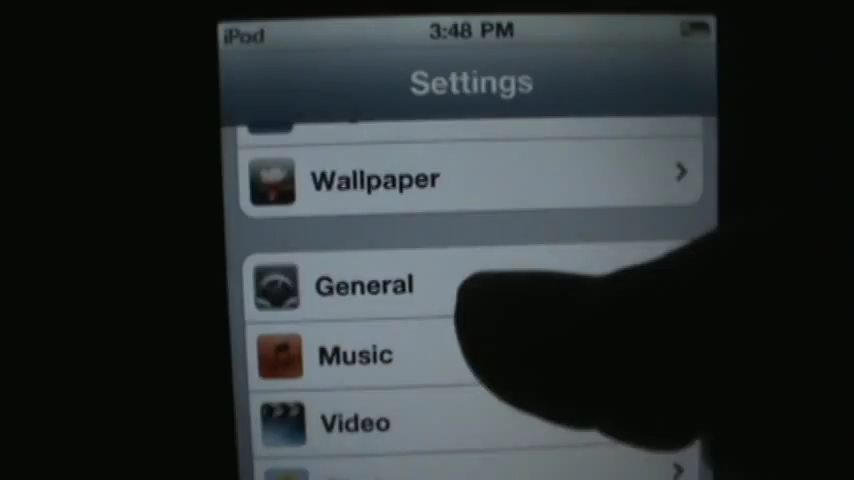 iPod 3:48 PM
Settings
Wallpaper
General
Music
Video